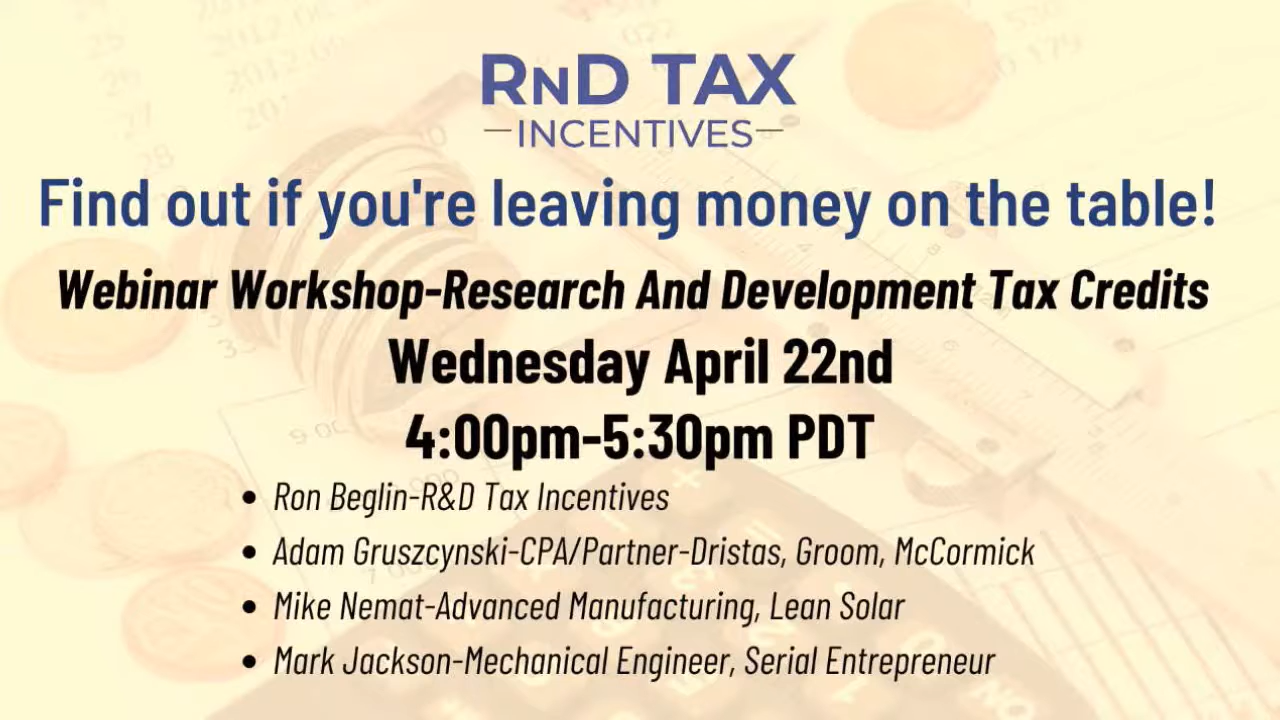 RnD TAX
INCENTIVES
Find out if you're leaving money on the table!
Webinar Workshop-Research And Development Tax Credits
Wednesday April 22nd
4:00pm-5:30pm PDT
• Ron Beglin-R&D Tax Incentives
• Adam Gruszcynski-CPA/Partner-Dristas, Groom, McCormick
• Mike Nemat-Advanced Manufacturing, Lean Solar
• Mark Jackson-Mechanical Engineer, Serial Entrepreneur